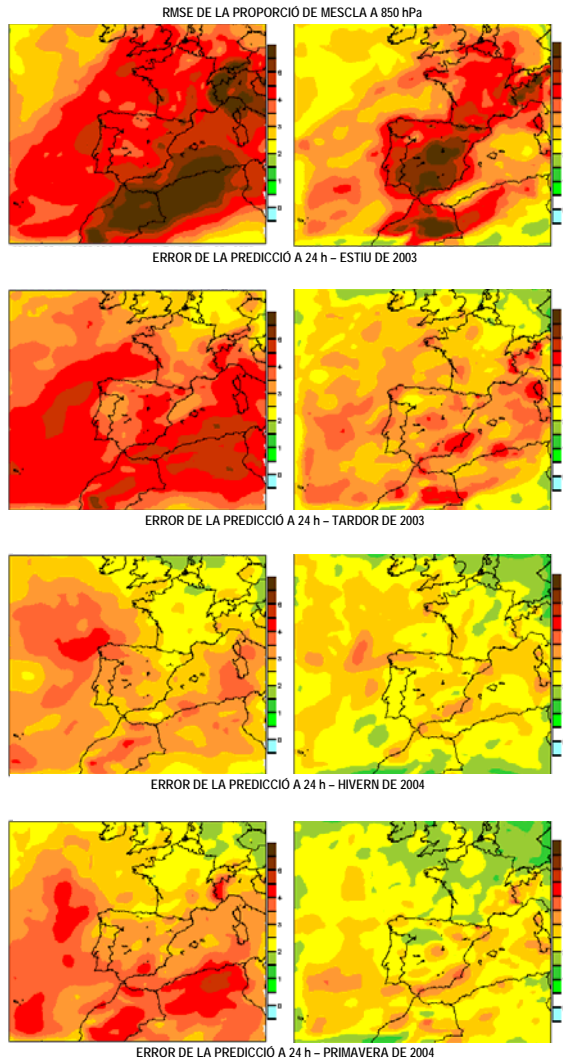 RMSE DE LA PROPORCIÓ DE MESCLA A 850 hPa
ERROR DE LA PREDICCIÓ A 24 h – ESTIU DE 2003
ERROR DE LA PREDICCIÓ A 24 h – TARDOR DE 2003
ERROR DE LA PREDICCIÓ A 24 h – HIVERN DE 2004
ERROR DE LA PREDICCIÓ A 24 h – PRIMAVERA DE 2004